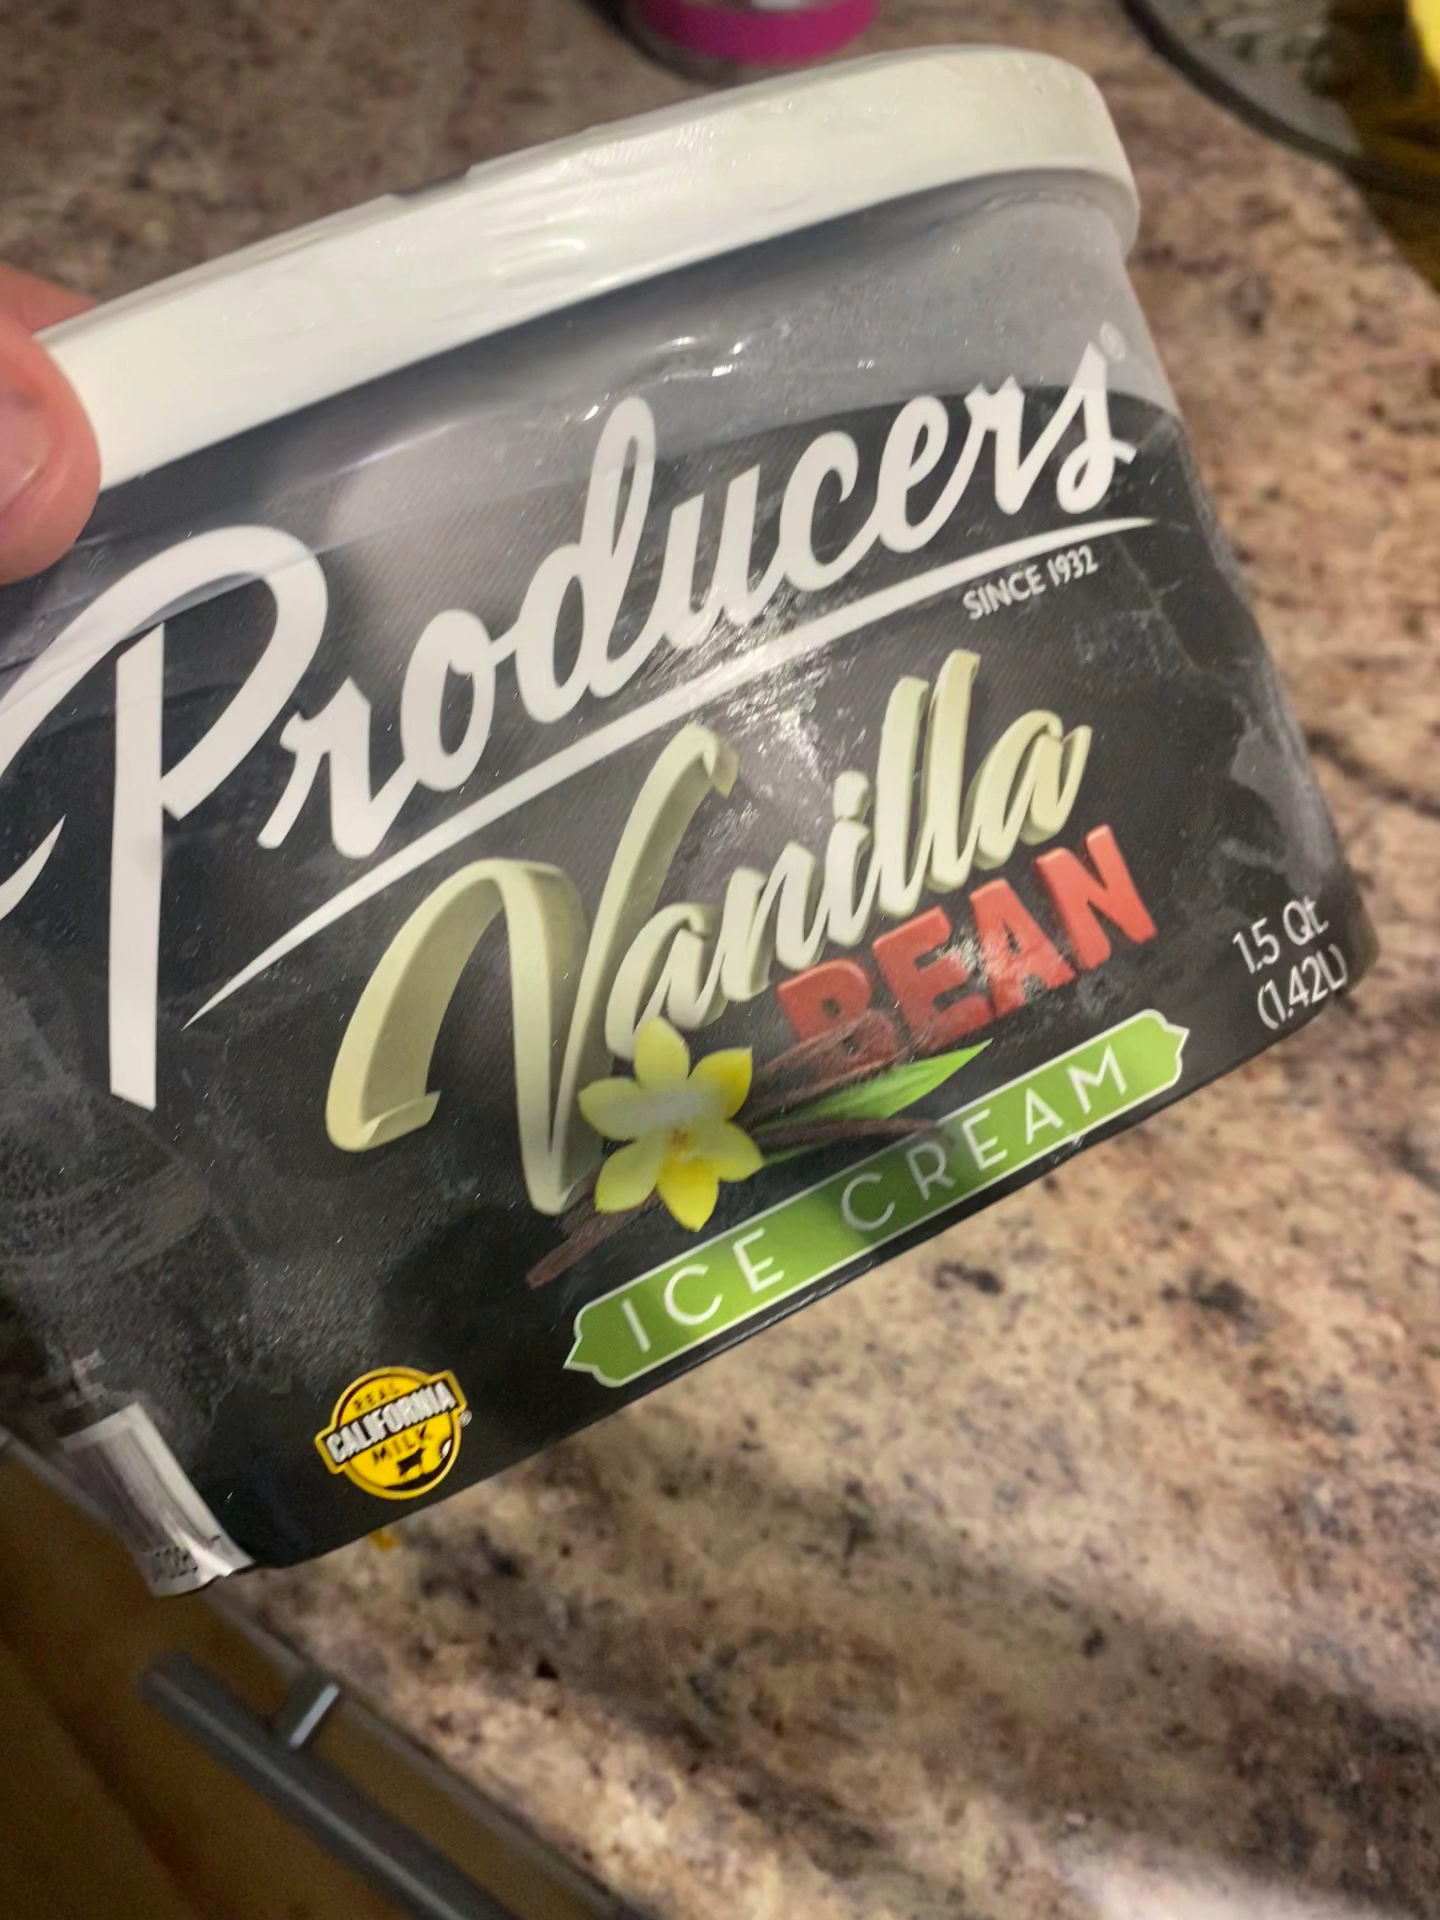 Producers®
SINCE 1932
Vanilla
BEAN
ICE CREAM
1.5 Qt
(1.42L)
REAL
CALIFORNIA®
MILK